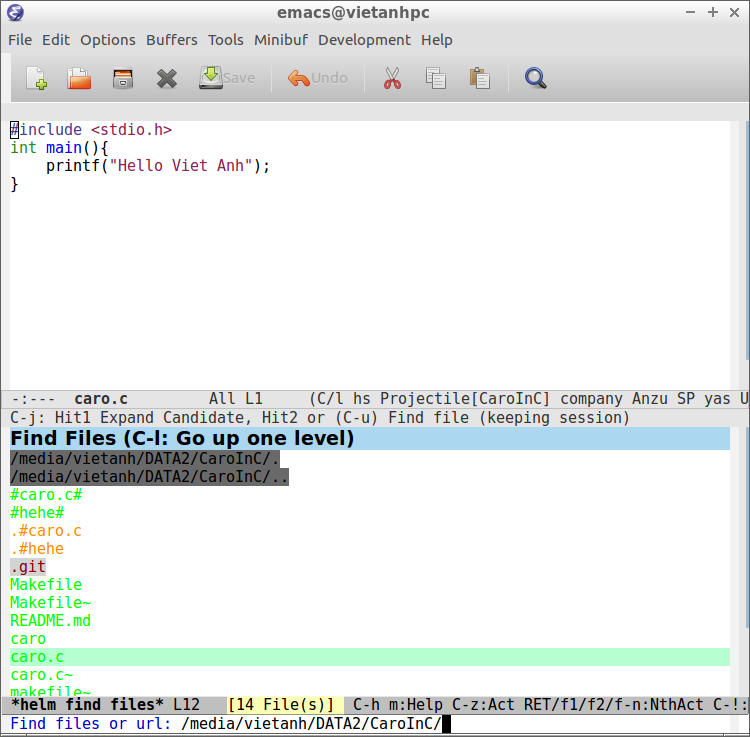 emacs@vietanhpc
File Edit Options Buffers Tools Minibuf Development Help
Save Undo
#include <stdio.h>
int main(){
    printf("Hello Viet Anh");
}
-:--- caro.c All L1 (C/l hs Projectile[CaroInC] company Anzu SP yas U
C-j: Hit1 Expand Candidate, Hit2 or (C-u) Find file (keeping session)
Find Files (C-l: Go up one level)
/media/vietanh/DATA2/CaroInC/.
/media/vietanh/DATA2/CaroInC/..
#caro.c#
#hehe#
.#caro.c
.#hehe
.git
Makefile
Makefile~
README.md
caro
caro.c
caro.c~
makefile~
*helm find files* L12 [14 File(s)] C-h m:Help C-z:Act RET/f1/f2/f-n:NthAct C-!:
Find files or url: /media/vietanh/DATA2/CaroInC/